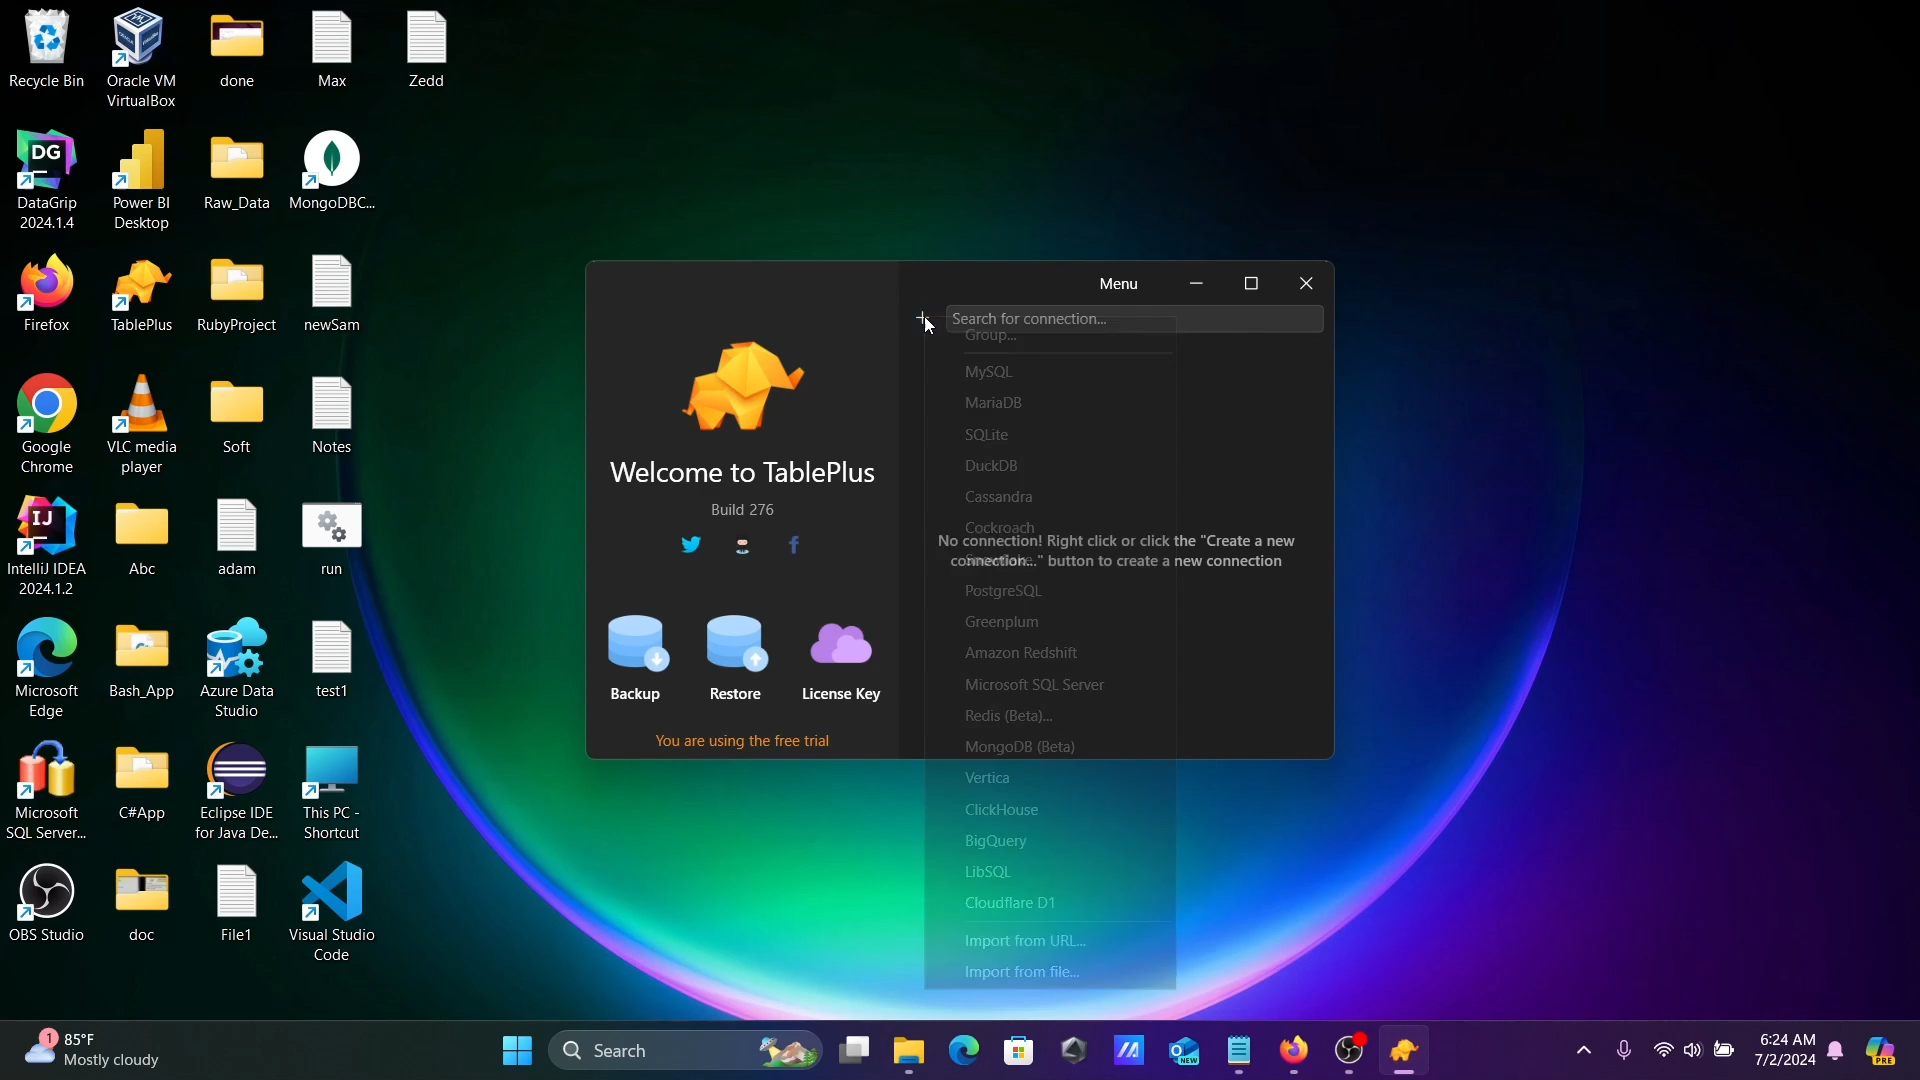 Recycle Bin
Oracle VM
VirtualBox
done
Max
Zedd
DG
DataGrip
2024.1.4
Power BI
Desktop
Raw_Data
MongoDBC...
Firefox
TablePlus
RubyProject
newSam
Google
Chrome
VLC media
player
Soft
Notes
IJ
IntelliJ IDEA
2024.1.2
Abc
adam
run
Microsoft
Edge
Bash_App
Azure Data
Studio
test1
Microsoft
SQL Server...
C#App
Eclipse IDE
for Java De...
This PC -
Shortcut
OBS Studio
doc
File1
Visual Studio
Code
Menu
Search for connection...
Welcome to TablePlus
Build 276
Backup
Restore
License Key
You are using the free trial
No connection! Right click or click the "Create a new
connection..." button to create a new connection
Group...
MySQL
MariaDB
SQLite
DuckDB
Cassandra
Cockroach
PostgreSQL
Greenplum
Amazon Redshift
Microsoft SQL Server
Redis (Beta)...
MongoDB (Beta)
Vertica
ClickHouse
BigQuery
LibSQL
Cloudflare D1
Import from URL...
Import from file...
1
85°F
Mostly cloudy
Search
NEW
6:24 AM
7/2/2024
PRE